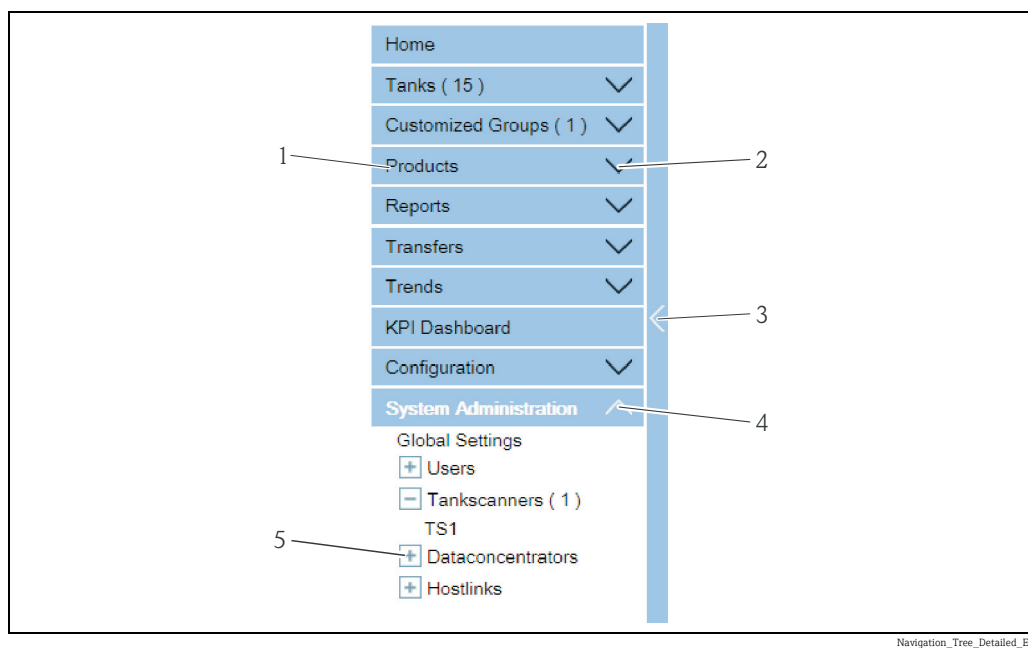 Home
Tanks ( 15 )
Customized Groups ( 1 )
1
Products
2
Reports
Transfers
Trends
3
KPI Dashboard
Configuration
System Administration
4
Global Settings
Users
Tankscanners ( 1 )
TS1
5
Dataconcentrators
Hostlinks
Navigation_Tree_Detailed_E